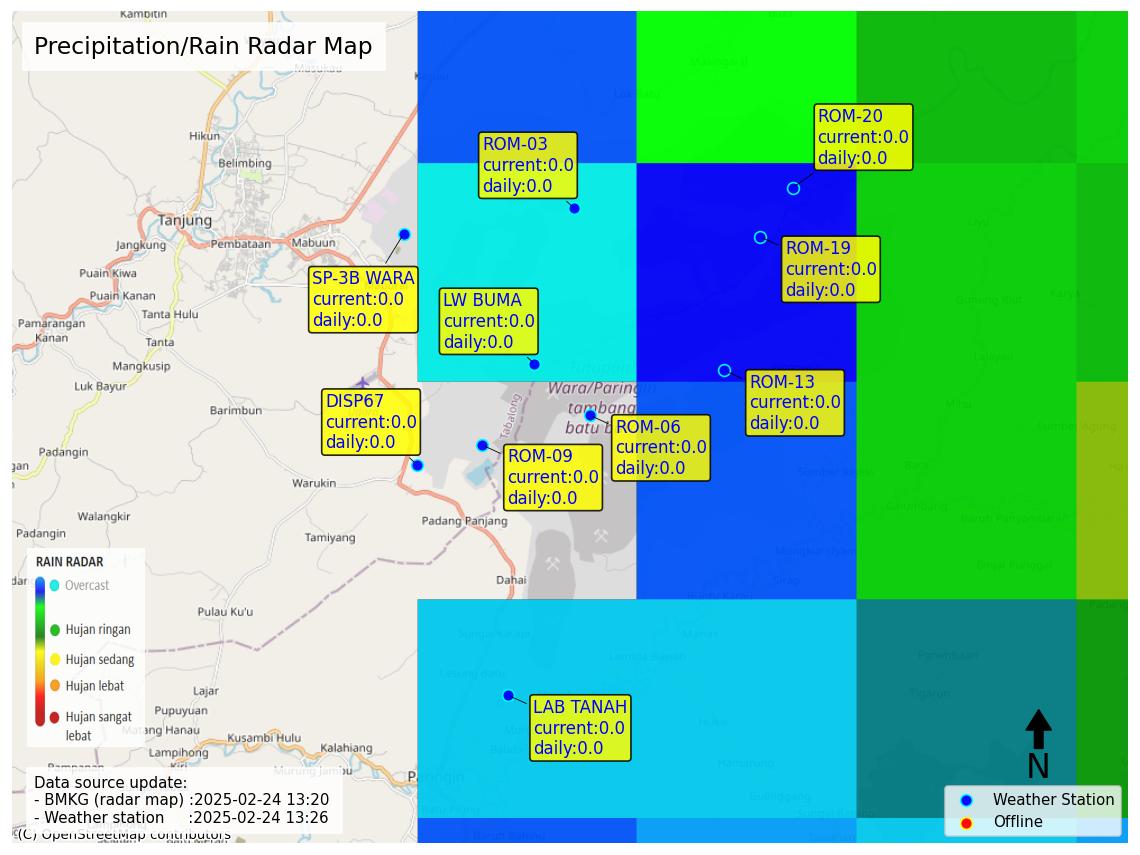 Kambitin
Precipitation/Rain Radar Map
Masukau
Kapuju
Hikun
Belimbing
Tanjung
Jangkung
Pembataan
Mabuun
Puain Kiwa
Puain Kanan
Tanta Hulu
Pamarangan
Kanan
Tanta
Mangkusip
Luk Bayur
Barimbun
Padangin
Warukin
Walangkir
Padangin
Tamiyang
Padang Panjang
Dahai
Pulau Ku'u
Lajar
Pupuyuan
Matang Hanau
Lampihong
Kusambi Hulu
Kalahiang
Murung Jambu
Paringin
Tabalong
Wara/Paringin
tambang
batu b
ROM-03
current:0.0
daily:0.0
ROM-20
current:0.0
daily:0.0
ROM-19
current:0.0
daily:0.0
SP-3B WARA
current:0.0
daily:0.0
LW BUMA
current:0.0
daily:0.0
ROM-13
current:0.0
daily:0.0
DISP67
current:0.0
daily:0.0
ROM-06
current:0.0
daily:0.0
ROM-09
current:0.0
daily:0.0
LAB TANAH
current:0.0
daily:0.0
RAIN RADAR
Overcast
Hujan ringan
Hujan sedang
Hujan lebat
Hujan sangat
lebat
Data source update:
- BMKG (radar map) :2025-02-24 13:20
- Weather station :2025-02-24 13:26
(C) OpenStreetMap contributors
N
Weather Station
Offline